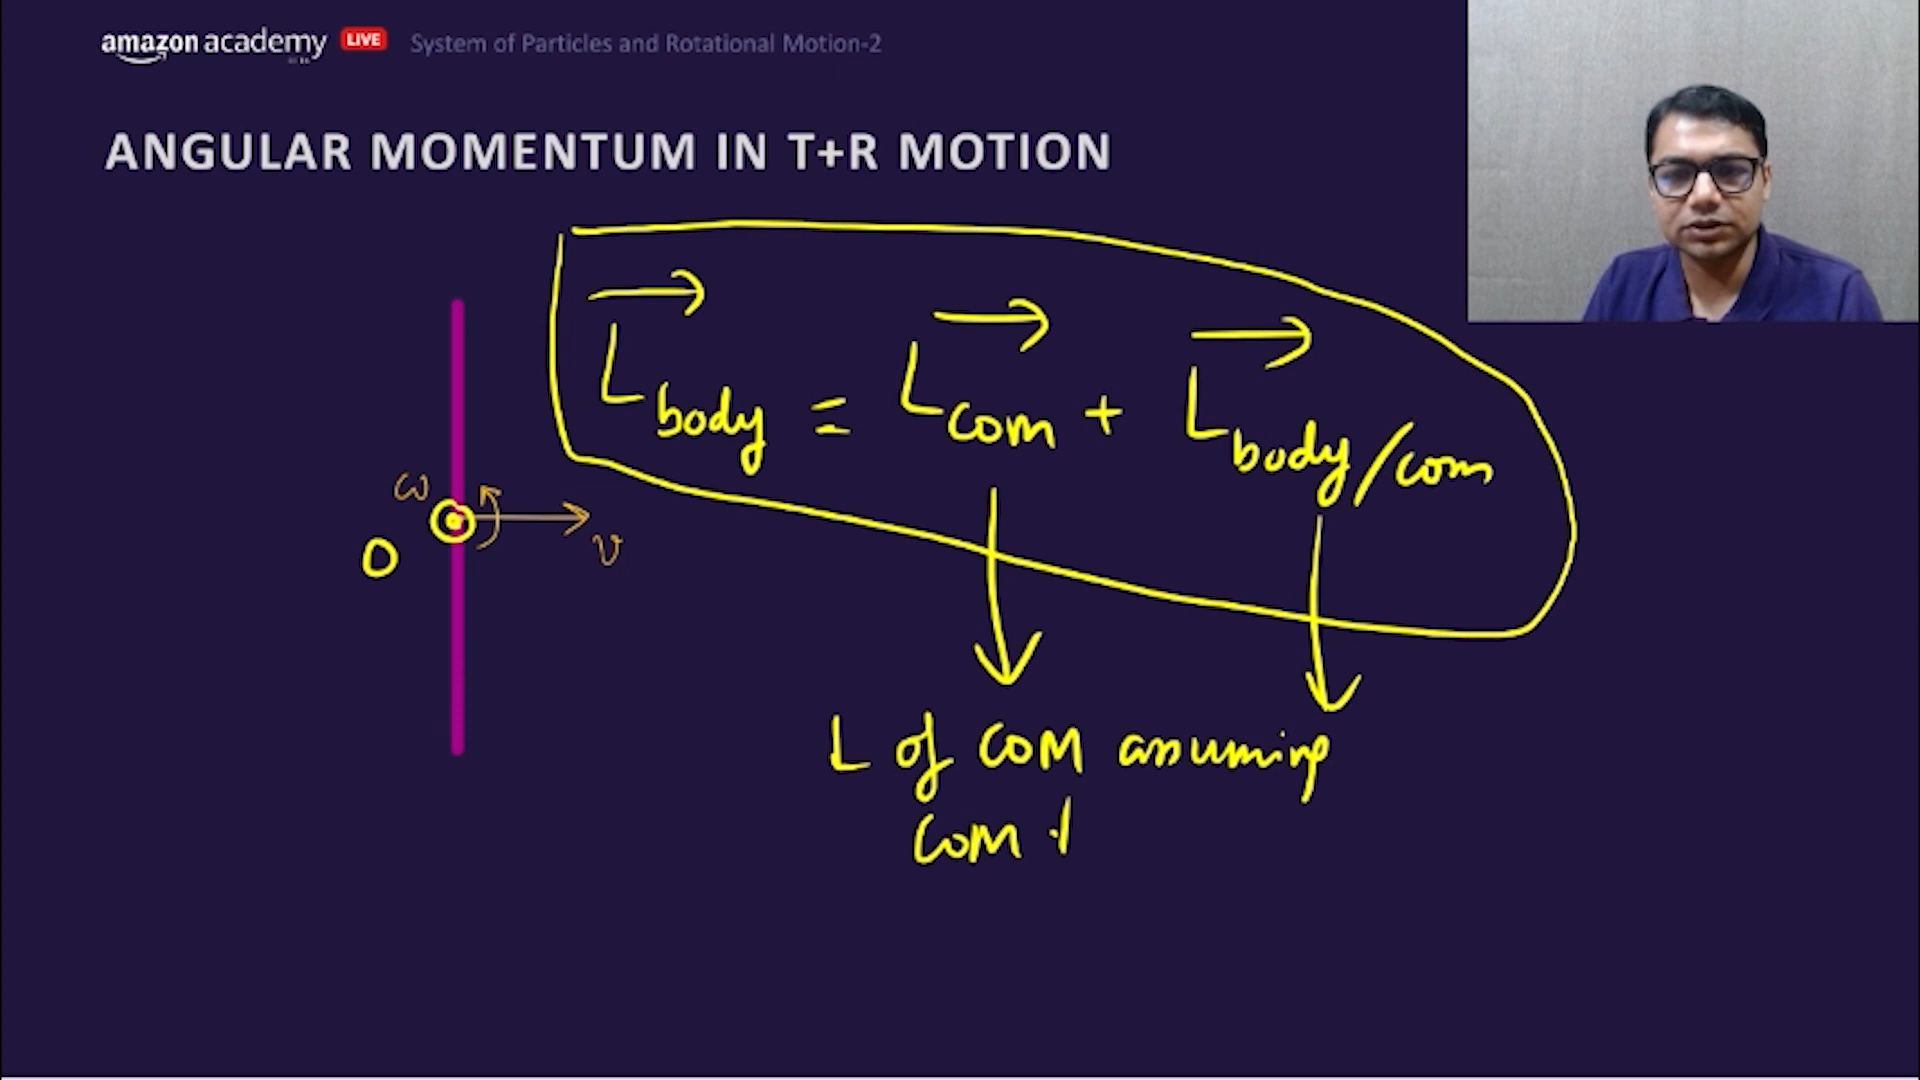 amazon academy LIVE System of Particles and Rotational Motion-2
ANGULAR MOMENTUM IN T+R MOTION
L body = L com + L body/com
ω
O
v
L of COM assuming
COM